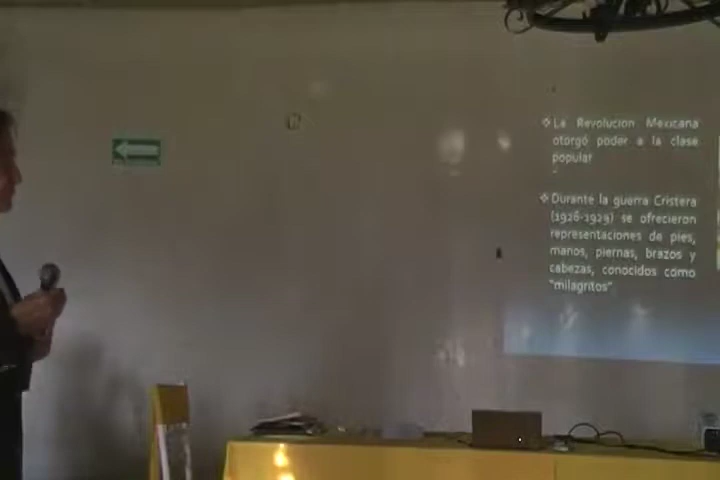 ❖La Revolucion Mexicana
otorgó poder a la clase
popular
❖Durante la guerra Cristera
(1926-1929) se ofrecieron
representaciones de pies,
manos, piernas, brazos y
cabezas, conocidos como
"milagritos"